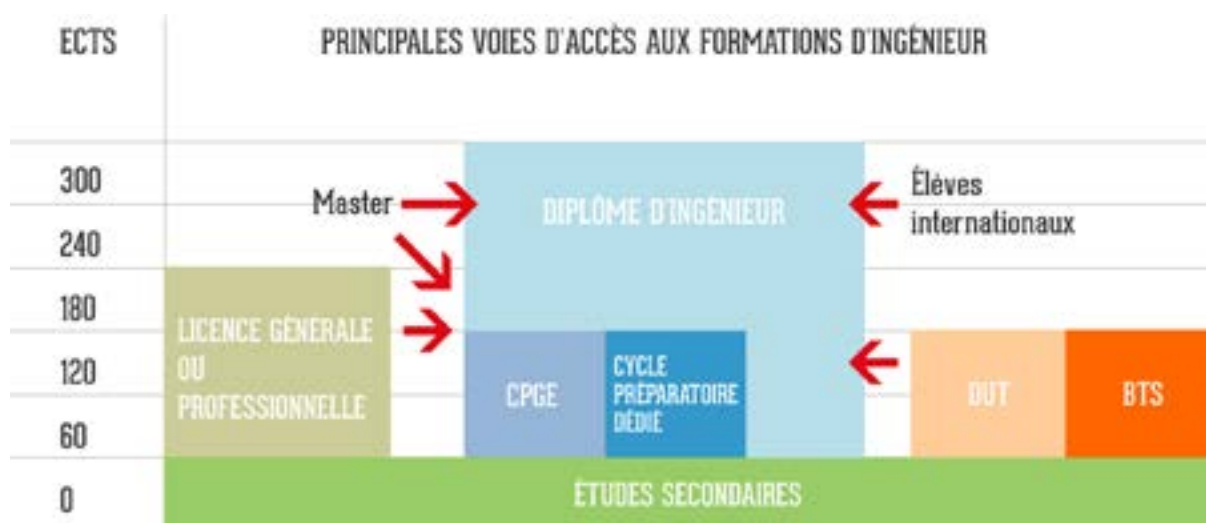 ECTS
PRINCIPALES VOIES D'ACCÈS AUX FORMATIONS D'INGÉNIEUR
300
Master
DIPLÔME D'INGÉNIEUR
Élèves
internationaux
240
180
LICENCE GÉNÉRALE
OU
PROFESSIONNELLE
120
CPGE
CYCLE
PRÉPARATOIRE
DÉDIÉ
DUT
BTS
60
0
ÉTUDES SECONDAIRES